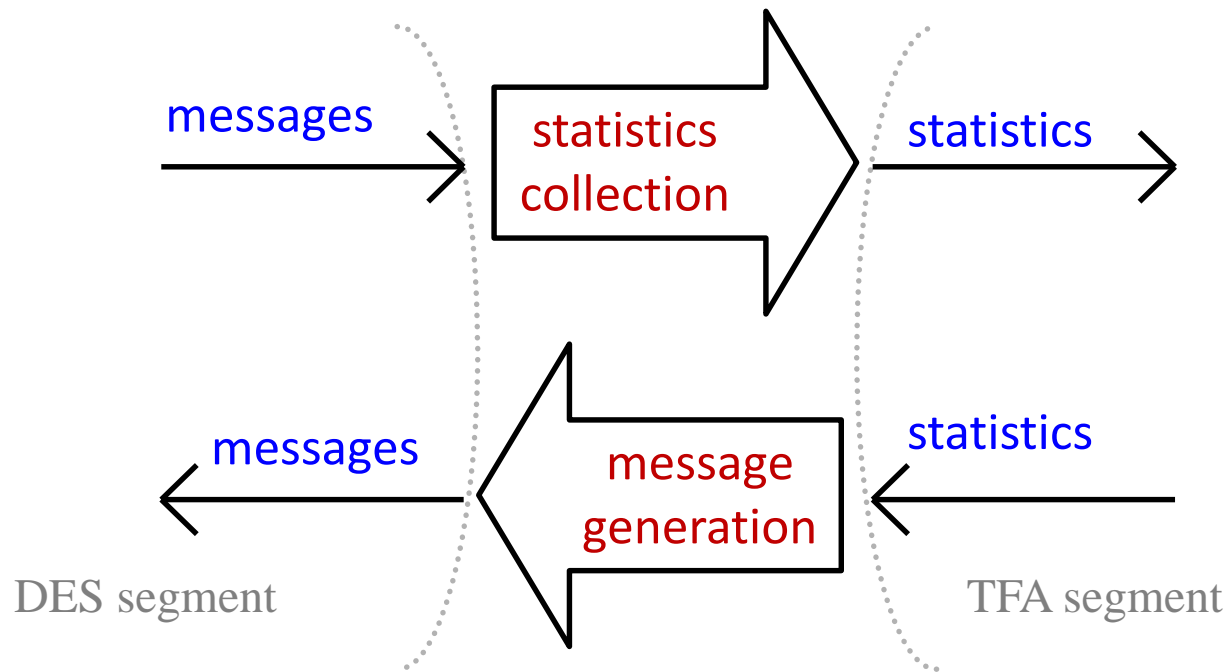 messages
statistics
collection
statistics
messages
message
generation
statistics
DES segment
TFA segment